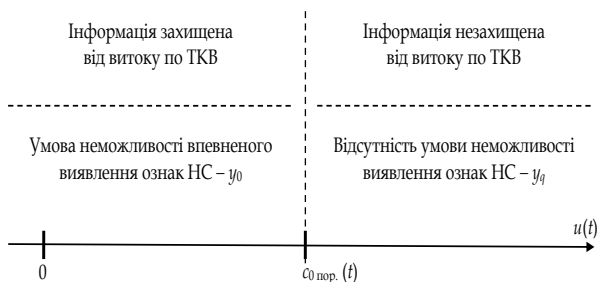 Інформація захищена
від витоку по ТКВ
Інформація незахищена
від витоку по ТКВ
Умова неможливості впевненого
виявлення ознак НС – y₀
Відсутність умови неможливості
виявлення ознак НС – y_q
u(t)
0
c₀ пор. (t)